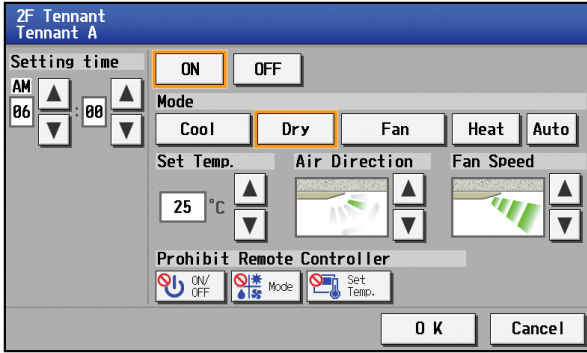 2F Tennant
Tennant A
Setting time
AM
06 : 00
ON OFF
Mode
Cool Dry Fan Heat Auto
Set Temp. Air Direction Fan Speed
25 °C
Prohibit Remote Controller
ON/
OFF
Mode
Set
Temp.
O K Cancel